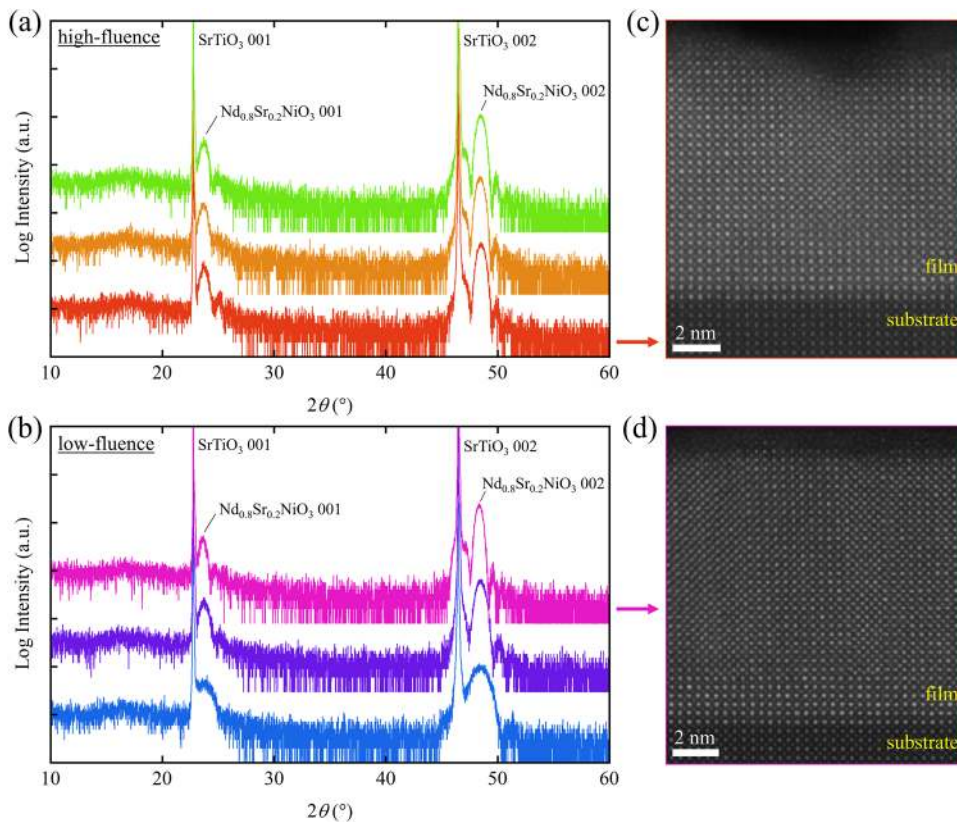 (a)
high-fluence
SrTiO₃ 001
SrTiO₃ 002
Nd₀.₈Sr₀.₂NiO₃ 001
Nd₀.₈Sr₀.₂NiO₃ 002
Log Intensity (a.u.)
10 20 30 40 50 60
2θ (°)
(c)
film
substrate
2 nm
(b)
low-fluence
SrTiO₃ 001
SrTiO₃ 002
Nd₀.₈Sr₀.₂NiO₃ 001
Nd₀.₈Sr₀.₂NiO₃ 002
Log Intensity (a.u.)
10 20 30 40 50 60
2θ (°)
(d)
film
substrate
2 nm